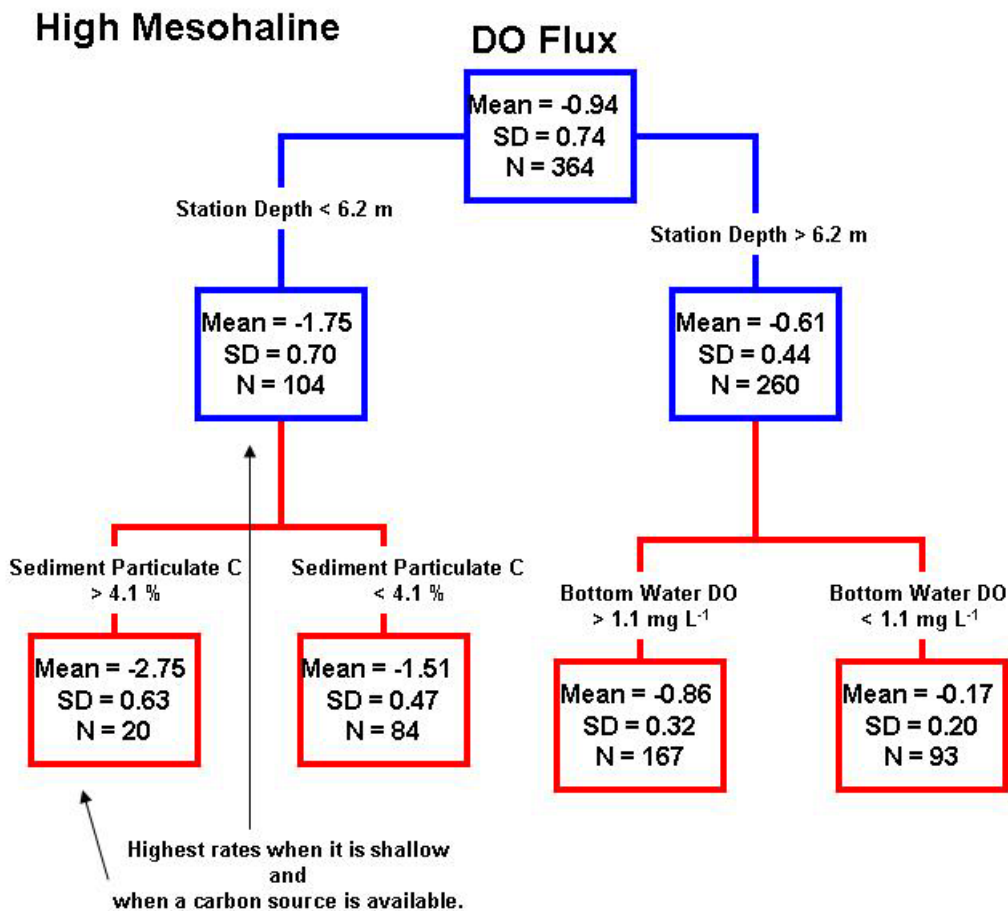 High Mesohaline
DO Flux
Mean = -0.94
SD = 0.74
N = 364
Station Depth < 6.2 m
Station Depth > 6.2 m
Mean = -1.75
SD = 0.70
N = 104
Mean = -0.61
SD = 0.44
N = 260
Sediment Particulate C
> 4.1 %
Sediment Particulate C
< 4.1 %
Bottom Water DO
> 1.1 mg L⁻¹
Bottom Water DO
< 1.1 mg L⁻¹
Mean = -2.75
SD = 0.63
N = 20
Mean = -1.51
SD = 0.47
N = 84
Mean = -0.86
SD = 0.32
N = 167
Mean = -0.17
SD = 0.20
N = 93
Highest rates when it is shallow
and
when a carbon source is available.